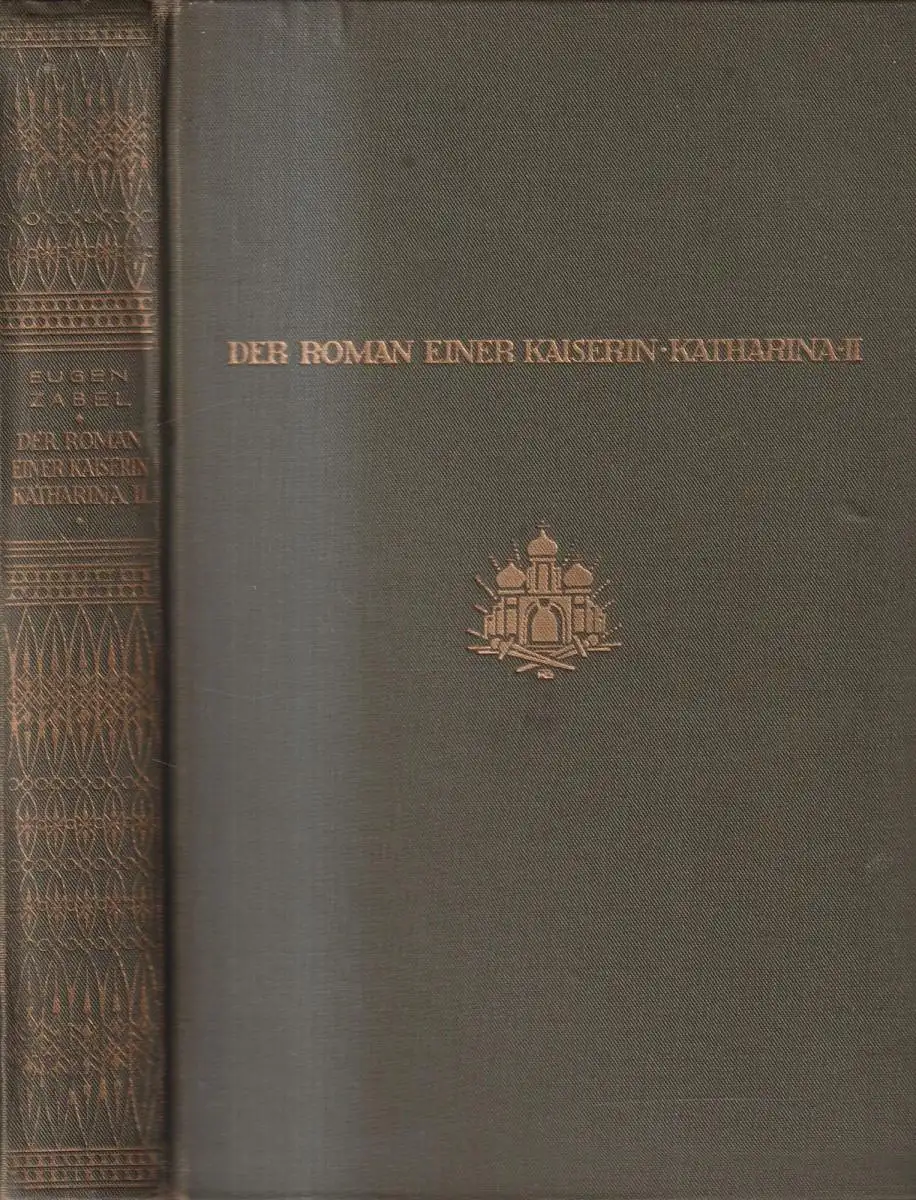 EUGEN
ZABEL
DER ROMAN
EINER KAISERIN
KATHARINA II
DER ROMAN EINER KAISERIN · KATHARINA · II